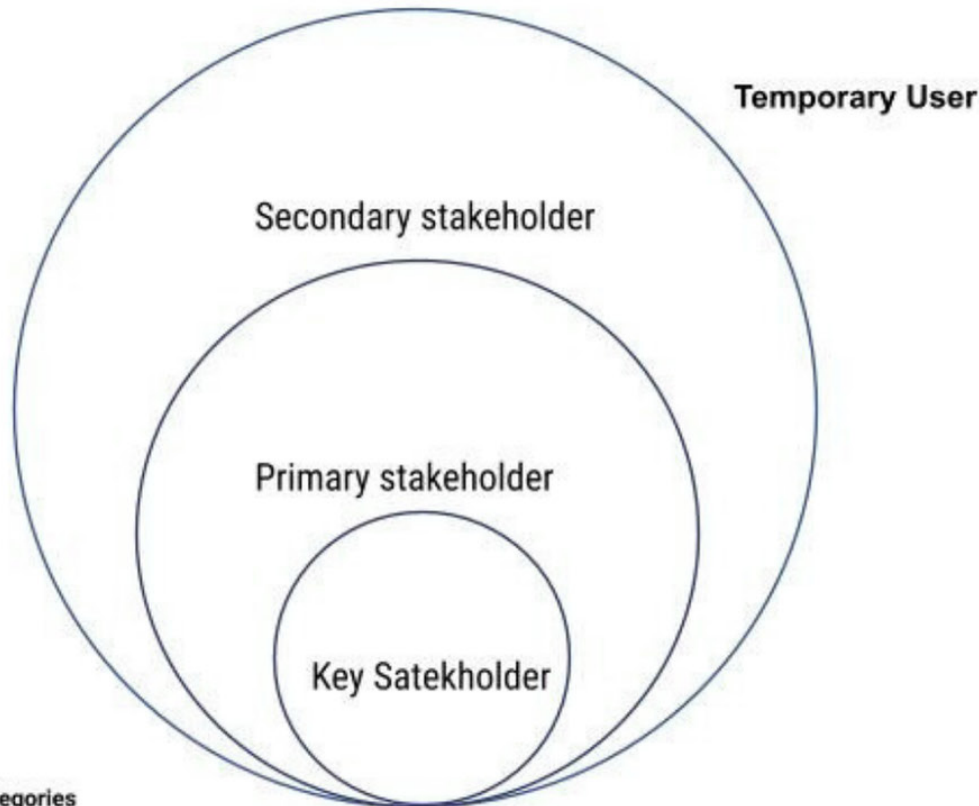 Temporary User
Secondary stakeholder
Primary stakeholder
Key Satekholder
egories